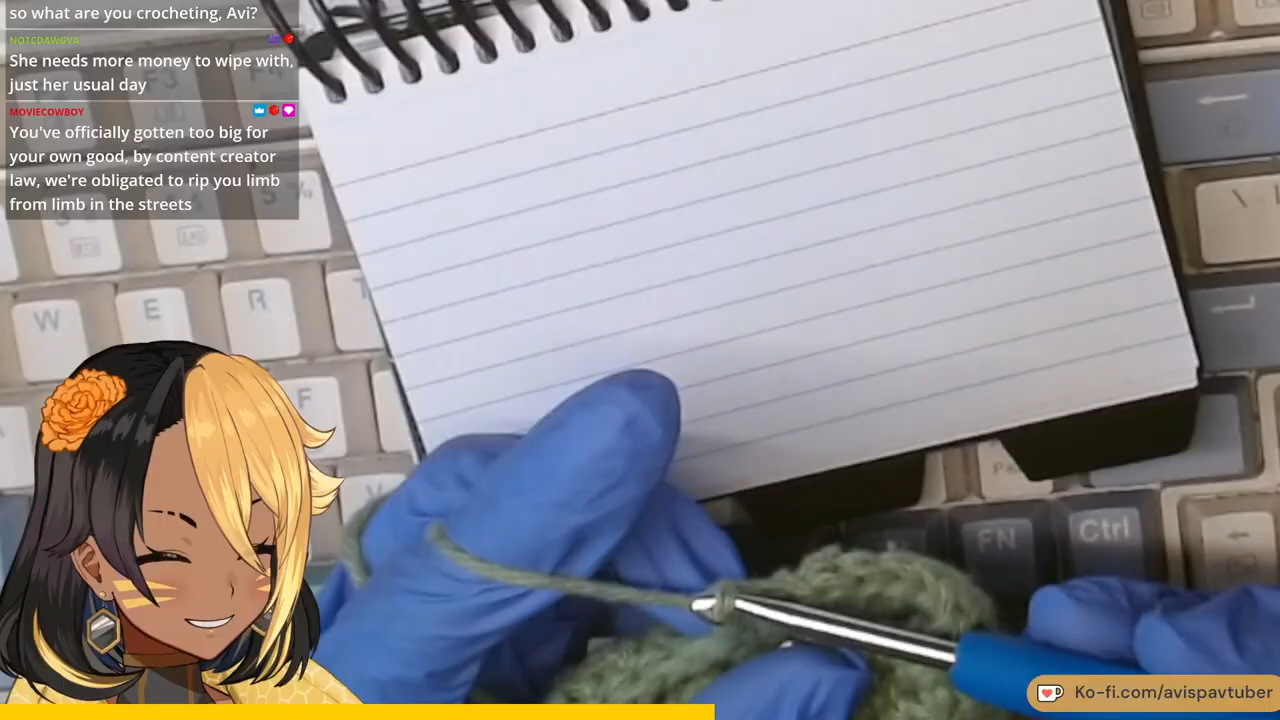 so what are you crocheting, Avi?
NOTCDAWGVA
She needs more money to wipe with,
just her usual day
MOVIECOWBOY
You've officially gotten too big for
your own good, by content creator
law, we're obligated to rip you limb
from limb in the streets
W
E
R
F
FN
Ctrl
Ko-fi.com/avispavtuber